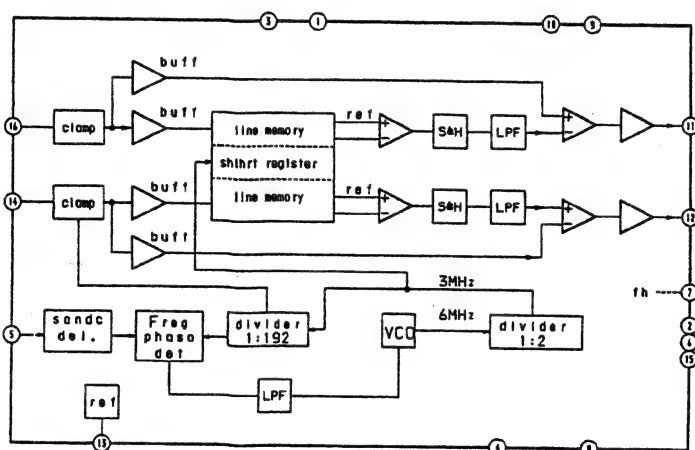 3 1 10 9
buff
buff
16 clamp
line memory
ref
+
−
S&H
LPF
+
−
11
shihrt register
14 clamp
buff
line memory
ref
+
−
S&H
LPF
+
−
12
buff
3MHz
fh 7
6MHz
5
sandc
del.
Freq
phaso
det
divider
1:192
VCO
divider
1:2
2
6
15
LPF
ref
13 4 8